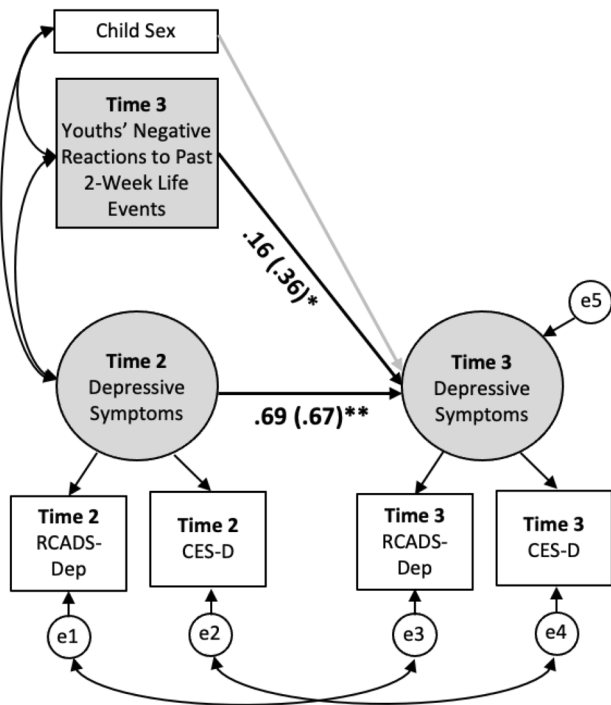 Child Sex
Time 3
Youths' Negative
Reactions to Past
2-Week Life
Events
.16 (.36)*
e5
Time 2
Depressive
Symptoms
.69 (.67)**
Time 3
Depressive
Symptoms
Time 2
RCADS-
Dep
Time 2
CES-D
Time 3
RCADS-
Dep
Time 3
CES-D
e1
e2
e3
e4